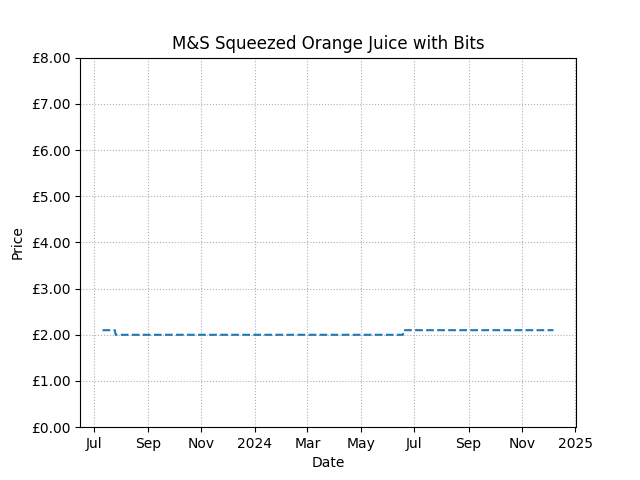 M&S Squeezed Orange Juice with Bits
£8.00
£7.00
£6.00
£5.00
£4.00
£3.00
£2.00
£1.00
£0.00
Price
Jul Sep Nov 2024 Mar May Jul Sep Nov 2025
Date